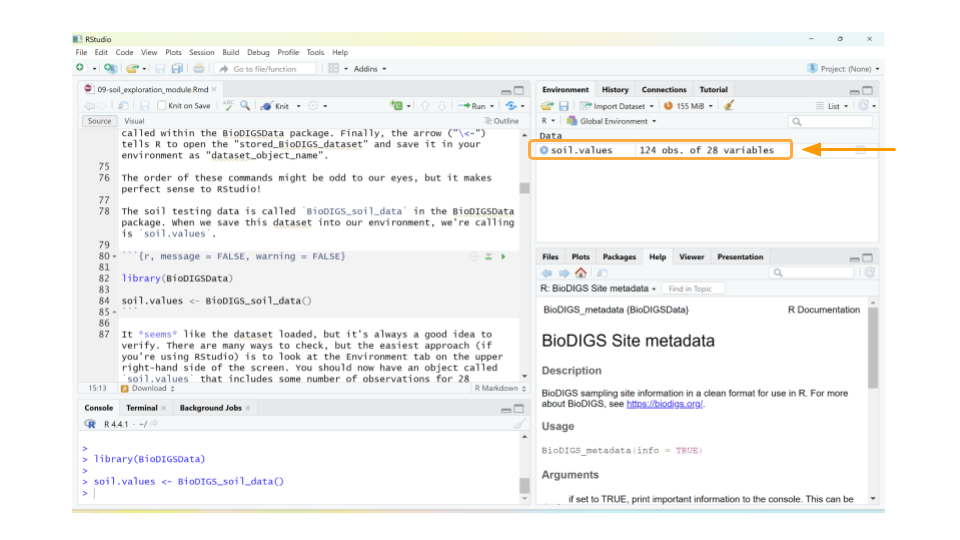 RStudio
File Edit Code View Plots Session Build Debug Profile Tools Help
Go to file/function Addins Project: (None)
09-soil_exploration_module.Rmd
Knit on Save ABC Knit Run
Source Visual Outline
called within the BioDIGSData package. Finally, the arrow ("\<-")
tells R to open the "stored_BioDIGS_dataset" and save it in your
environment as "dataset_object_name".
75
76 The order of these commands might be odd to our eyes, but it makes
perfect sense to RStudio!
77
78 The soil testing data is called `BioDIGS_soil_data` in the BioDIGSData
package. When we save this dataset into our environment, we're calling
is `soil.values`.
79
80 ```{r, message = FALSE, warning = FALSE}
81
82 library(BioDIGSData)
83
84 soil.values <- BioDIGS_soil_data()
85 ```
86
87 It *seems* like the dataset loaded, but it's always a good idea to
verify. There are many ways to check, but the easiest approach (if
you're using RStudio) is to look at the Environment tab on the upper
right-hand side of the screen. You should now have an object called
`soil.values` that includes some number of observations for 28
15:13 Download R Markdown
Console Terminal Background Jobs
R 4.4.1 · ~/
>
> library(BioDIGSData)
>
> soil.values <- BioDIGS_soil_data()
>
Environment History Connections Tutorial
Import Dataset 155 MiB List
R Global Environment
Data
soil.values 124 obs. of 28 variables
Files Plots Packages Help Viewer Presentation
R: BioDIGS Site metadata Find in Topic
BioDIGS_metadata {BioDIGSData} R Documentation
BioDIGS Site metadata
Description
BioDIGS sampling site information in a clean format for use in R. For more
about BioDIGS, see https://biodigs.org/.
Usage
BioDIGS_metadata(info = TRUE)
Arguments
if set to TRUE, print important information to the console. This can be